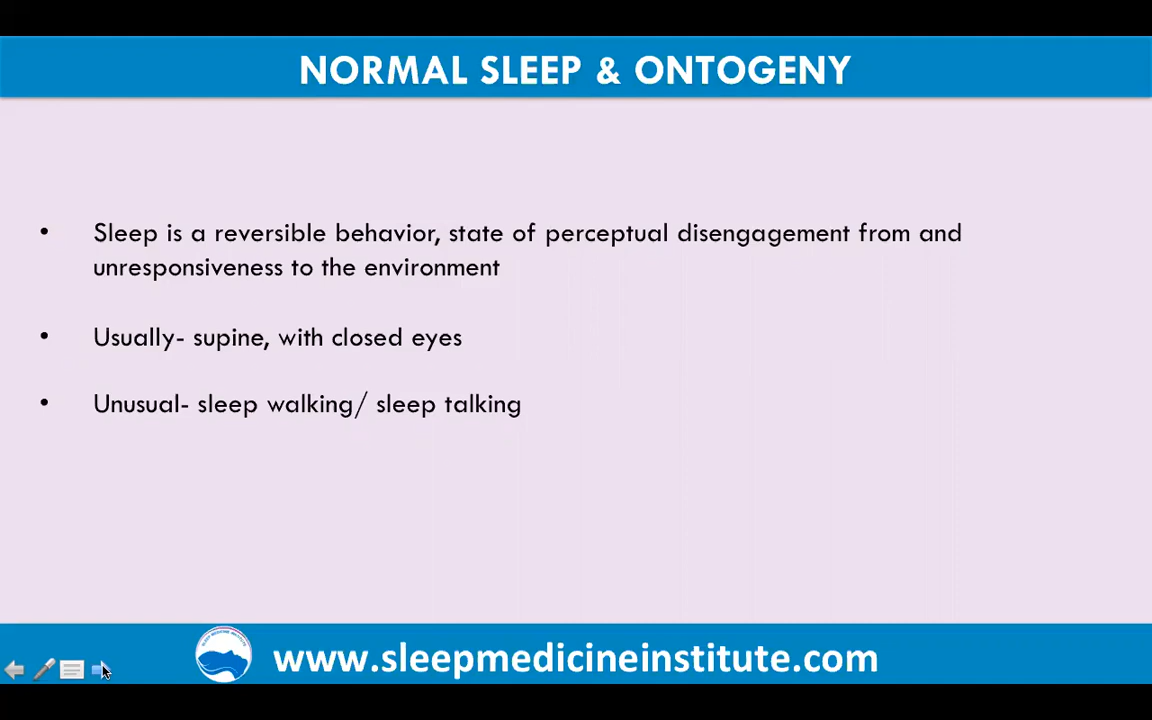 NORMAL SLEEP & ONTOGENY
• Sleep is a reversible behavior, state of perceptual disengagement from and
unresponsiveness to the environment
• Usually- supine, with closed eyes
• Unusual- sleep walking/ sleep talking
www.sleepmedicineinstitute.com